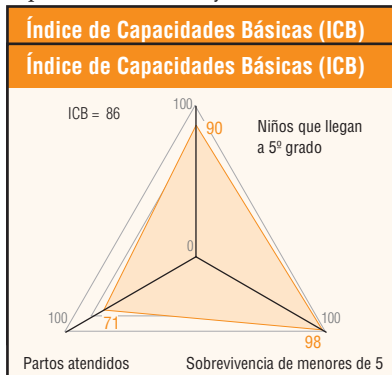 Índice de Capacidades Básicas (ICB)
Índice de Capacidades Básicas (ICB)
ICB = 86
100
90
Niños que llegan
a 5º grado
0
100
71
100
98
Partos atendidos
Sobrevivencia de menores de 5